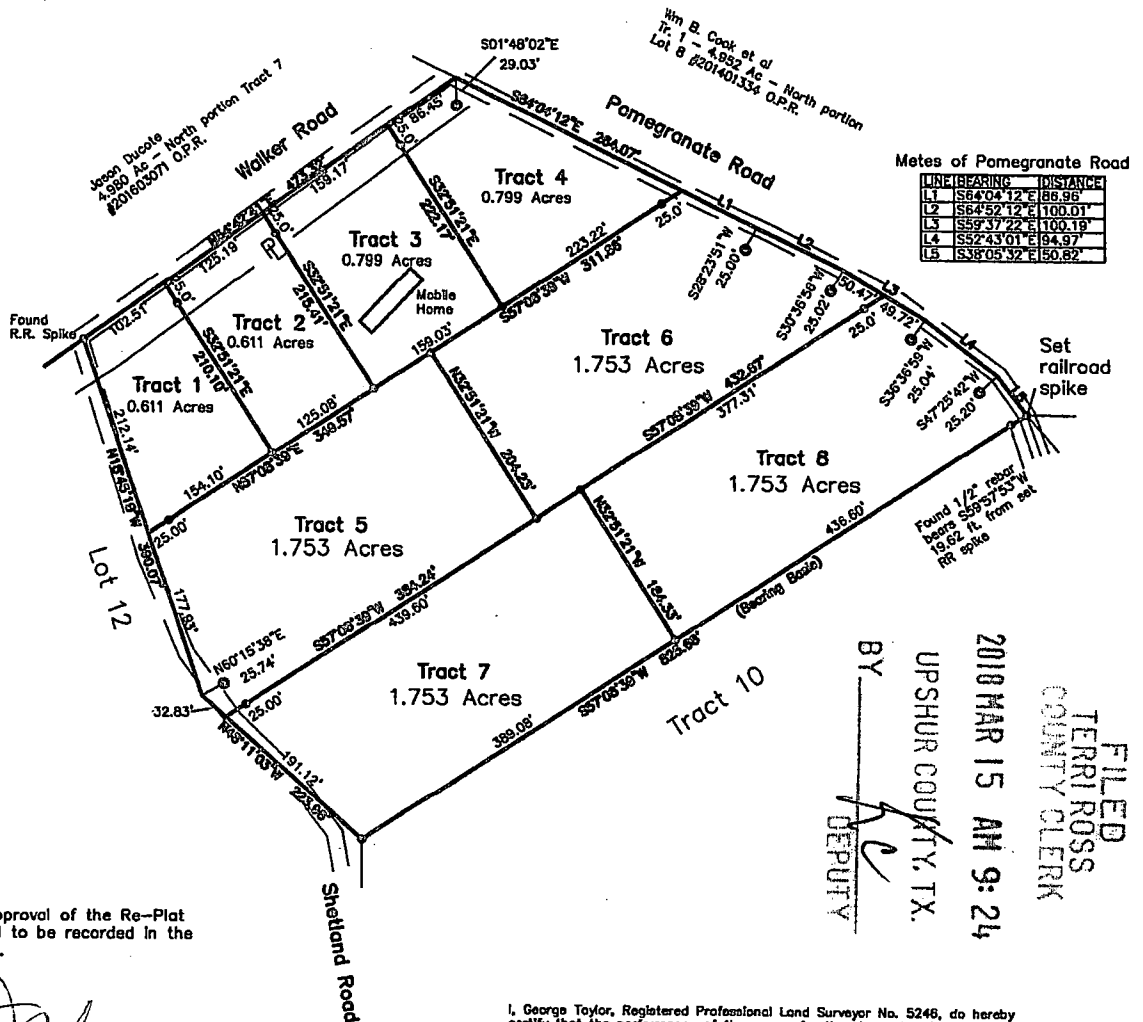 S01°48'02"E
29.03'
Wm B. Cook et al
Tr. 1 - 4.952 Ac - North portion
Lot 8 #201401334 O.P.R.
Jason Ducote
4.980 Ac - North portion Tract 7
#201603071 O.P.R.
Walker Road
Pomegranate Road
S64°04'12"E
264.07'
86.45'
473.32'
159.17'
125.19'
102.51'
Found
R.R. Spike
Metes of Pomegranate Road
LINE BEARING DISTANCE
L1 S64°04'12"E 86.96'
L2 S64°52'12"E 100.01'
L3 S59°37'22"E 100.19'
L4 S52°43'01"E 94.97'
L5 S38°05'32"E 50.82'
L1
L2
L3
L4
L5
Tract 4
0.799 Acres
S32°51'21"E
222.17'
223.22'
25.0'
S57°08'39"W
311.88'
Tract 3
0.799 Acres
Mobile
Home
S32°51'21"E
215.41'
Tract 2
0.611 Acres
S32°51'21"E
210.10'
Tract 1
0.611 Acres
159.03'
125.08'
349.57'
N57°08'39"E
154.10'
25.00'
212.14'
390.07'
177.93'
S28°23'51"W
25.00'
S30°36'56"W
25.02'
50.47'
25.0'
49.72'
S36°36'59"W
25.04'
S47°25'42"W
25.20'
Set
railroad
spike
Found 1/2" rebar
bears S59°57'53"W
19.62 ft. from set
RR spike
Tract 6
1.753 Acres
S57°08'39"W 432.67'
377.31'
N32°51'21"W
204.23'
Tract 8
1.753 Acres
436.60'
(Bearing Basis)
N32°51'21"W
184.33'
Tract 5
1.753 Acres
S57°08'39"W 384.24'
439.60'
Lot 12
N60°15'38"E
25.74'
25.00'
32.83'
N48°11'03"W
191.12'
Tract 7
1.753 Acres
389.08'
S57°08'39"W 825.68'
Tract 10
Shetland Road
FILED
TERRI ROSS
COUNTY CLERK
2018 MAR 15 AM 9:24
UPSHUR COUNTY, TX.
BY
DEPUTY
pproval of the Re-Plat
to be recorded in the
I, George Taylor, Registered Professional Land Surveyor No. 5246, do hereby